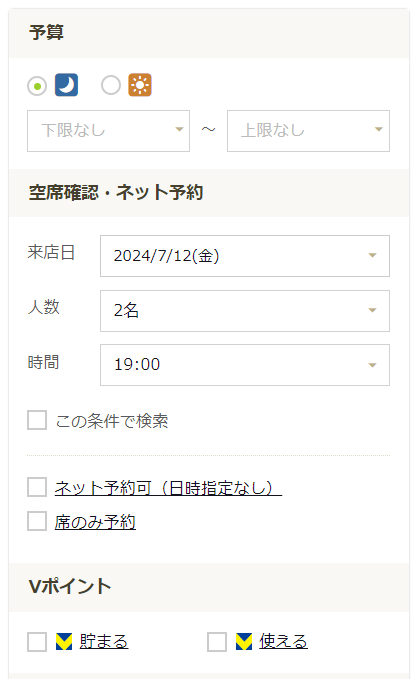 予算
下限なし ～ 上限なし
空席確認・ネット予約
来店日 2024/7/12(金)
人数 2名
時間 19:00
この条件で検索
ネット予約可（日時指定なし）
席のみ予約
Vポイント
貯まる 使える